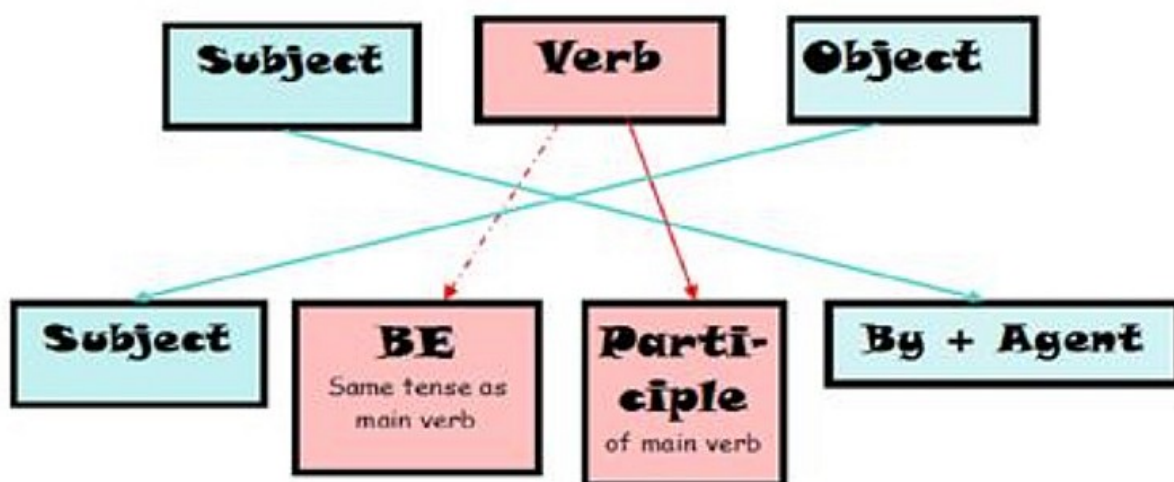 Subject
Verb
Object
Subject
BE
Same tense as
main verb
Parti-
ciple
of main verb
By + Agent